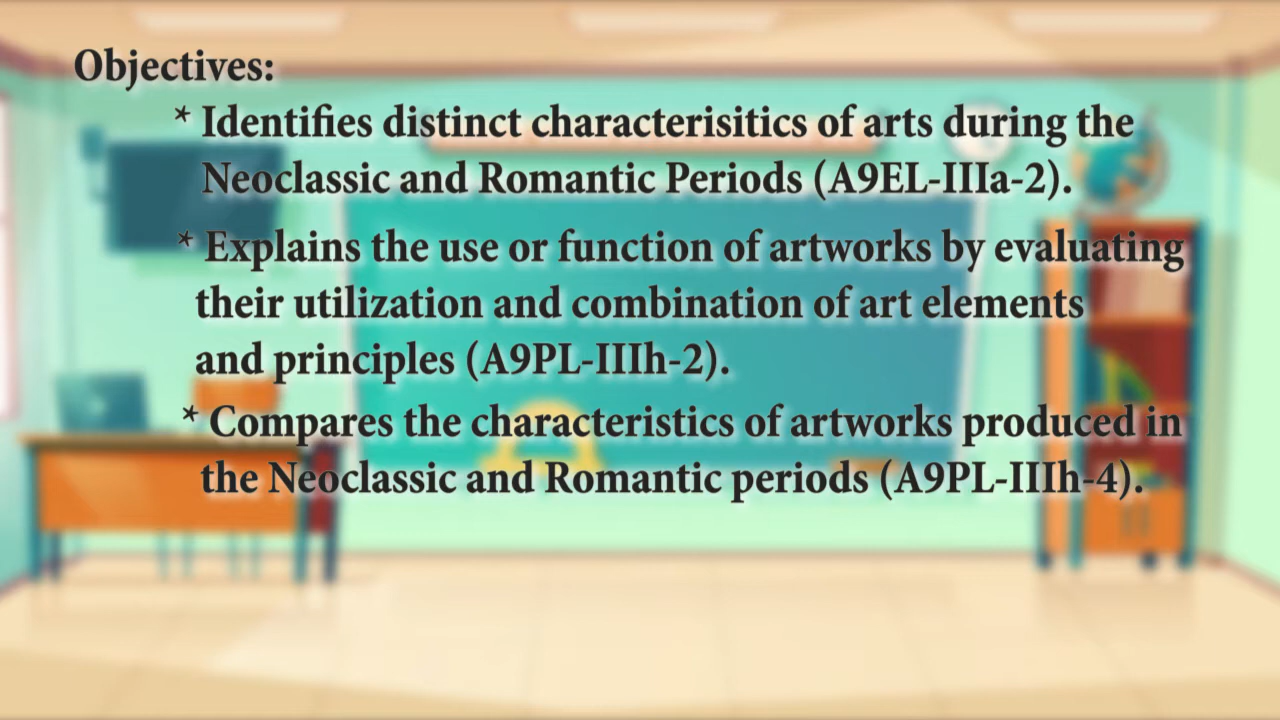 Objectives:
* Identifies distinct characterisitics of arts during the
Neoclassic and Romantic Periods (A9EL-IIIa-2).
* Explains the use or function of artworks by evaluating
their utilization and combination of art elements
and principles (A9PL-IIIh-2).
* Compares the characteristics of artworks produced in
the Neoclassic and Romantic periods (A9PL-IIIh-4).